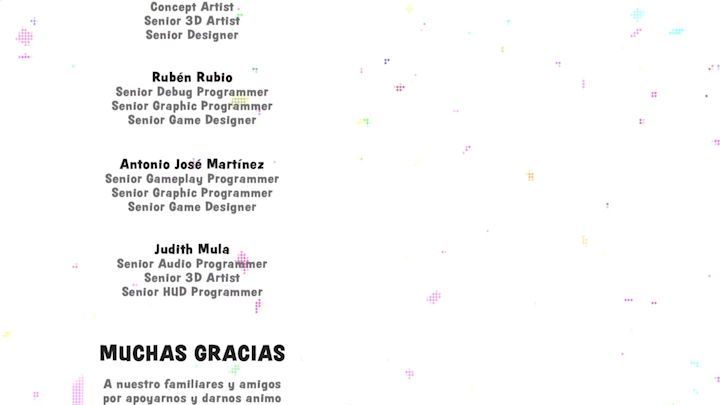 Concept Artist
Senior 3D Artist
Senior Designer
Rubén Rubio
Senior Debug Programmer
Senior Graphic Programmer
Senior Game Designer
Antonio José Martínez
Senior Gameplay Programmer
Senior Graphic Programmer
Senior Game Designer
Judith Mula
Senior Audio Programmer
Senior 3D Artist
Senior HUD Programmer
MUCHAS GRACIAS
A nuestro familiares y amigos
por apoyarnos y darnos animo